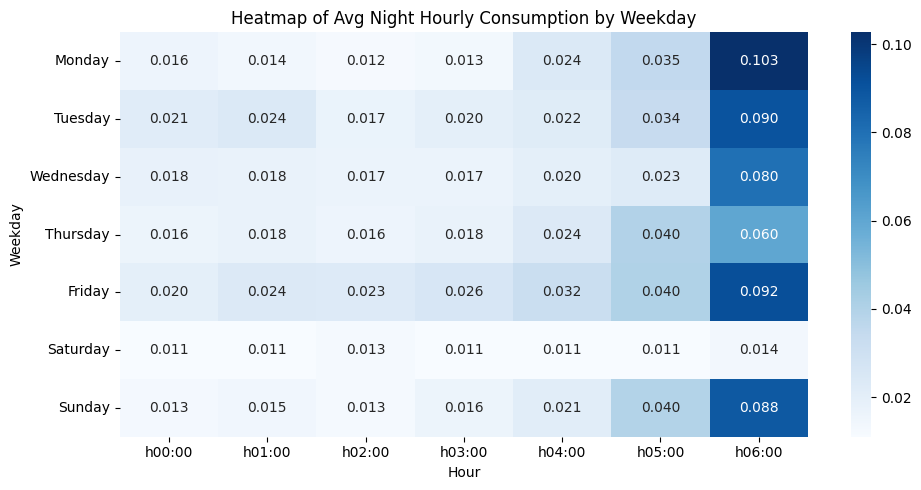 Heatmap of Avg Night Hourly Consumption by Weekday
Weekday
Monday 0.016 0.014 0.012 0.013 0.024 0.035 0.103
Tuesday 0.021 0.024 0.017 0.020 0.022 0.034 0.090
Wednesday 0.018 0.018 0.017 0.017 0.020 0.023 0.080
Thursday 0.016 0.018 0.016 0.018 0.024 0.040 0.060
Friday 0.020 0.024 0.023 0.026 0.032 0.040 0.092
Saturday 0.011 0.011 0.013 0.011 0.011 0.011 0.014
Sunday 0.013 0.015 0.013 0.016 0.021 0.040 0.088
h00:00 h01:00 h02:00 h03:00 h04:00 h05:00 h06:00
Hour
0.10
0.08
0.06
0.04
0.02